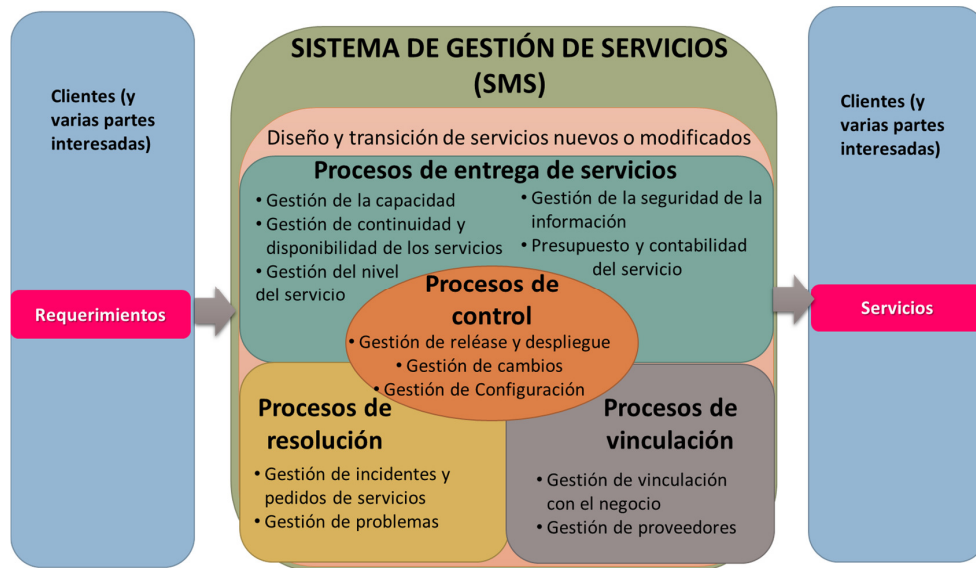 Clientes (y
varias partes
interesadas)
Requerimientos
SISTEMA DE GESTIÓN DE SERVICIOS
(SMS)
Diseño y transición de servicios nuevos o modificados
Procesos de entrega de servicios
• Gestión de la capacidad
• Gestión de continuidad y
disponibilidad de los servicios
• Gestión del nivel
del servicio
• Gestión de la seguridad de la
información
• Presupuesto y contabilidad
del servicio
Procesos de
control
• Gestión de reléase y despliegue
• Gestión de cambios
• Gestión de Configuración
Procesos de
resolución
• Gestión de incidentes y
pedidos de servicios
• Gestión de problemas
Procesos de
vinculación
• Gestión de vinculación
con el negocio
• Gestión de proveedores
Clientes (y
varias partes
interesadas)
Servicios